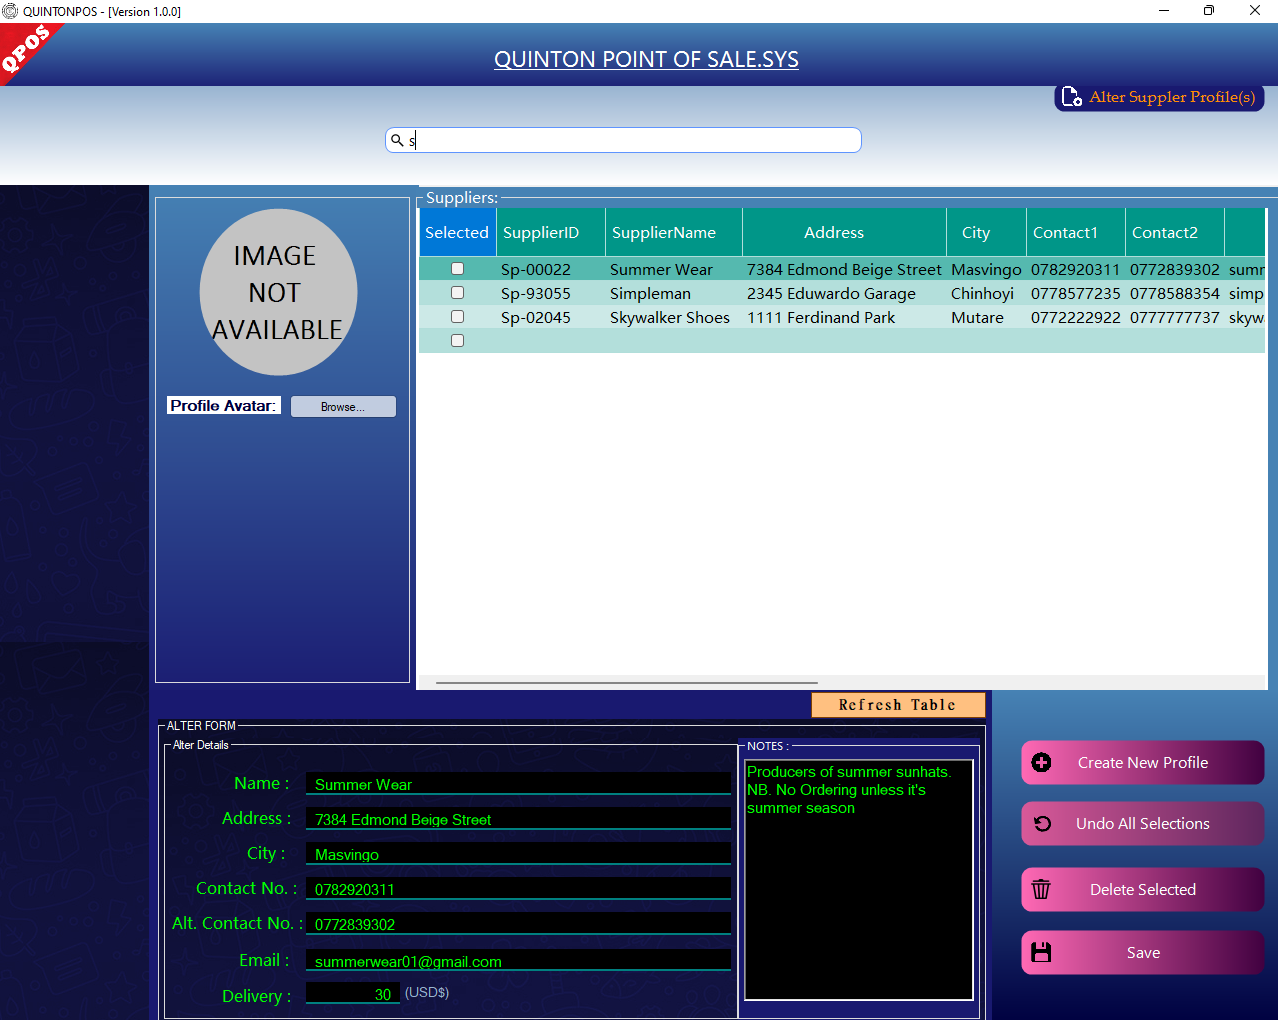 QUINTONPOS - [Version 1.0.0]
QPOS
QUINTON POINT OF SALE.SYS
Alter Suppler Profile(s)
s
IMAGE
NOT
AVAILABLE
Profile Avatar:
Browse...
Suppliers:
Selected SupplierID SupplierName Address City Contact1 Contact2
Sp-00022 Summer Wear 7384 Edmond Beige Street Masvingo 0782920311 0772839302 sumr
Sp-93055 Simpleman 2345 Eduwardo Garage Chinhoyi 0778577235 0778588354 simp
Sp-02045 Skywalker Shoes 1111 Ferdinand Park Mutare 0772222922 0777777737 skyw
Refresh Table
ALTER FORM
Alter Details
Name : Summer Wear
Address : 7384 Edmond Beige Street
City : Masvingo
Contact No. : 0782920311
Alt. Contact No. : 0772839302
Email : summerwear01@gmail.com
Delivery : 30 (USD$)
NOTES :
Producers of summer sunhats.
NB. No Ordering unless it's
summer season
Create New Profile
Undo All Selections
Delete Selected
Save